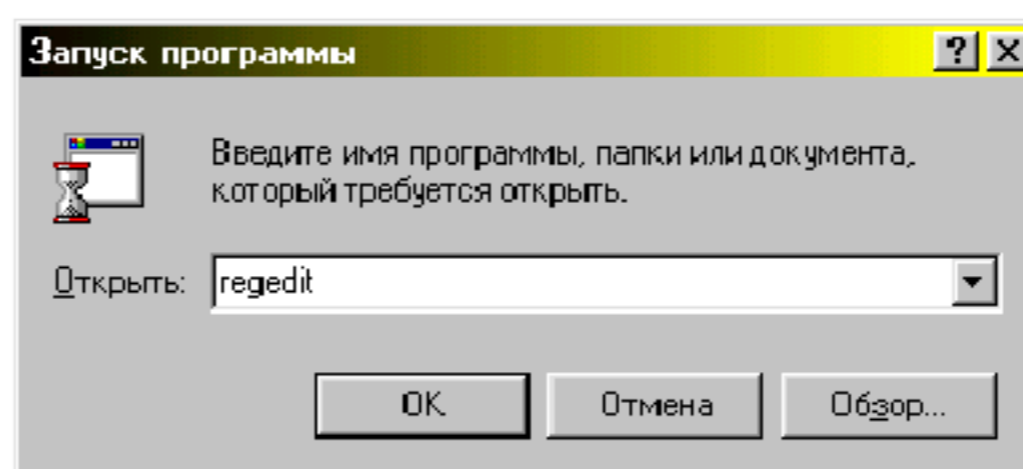 Запуск программы
Введите имя программы, папки или документа,
который требуется открыть.
Открыть: regedit
OK Отмена Обзор...